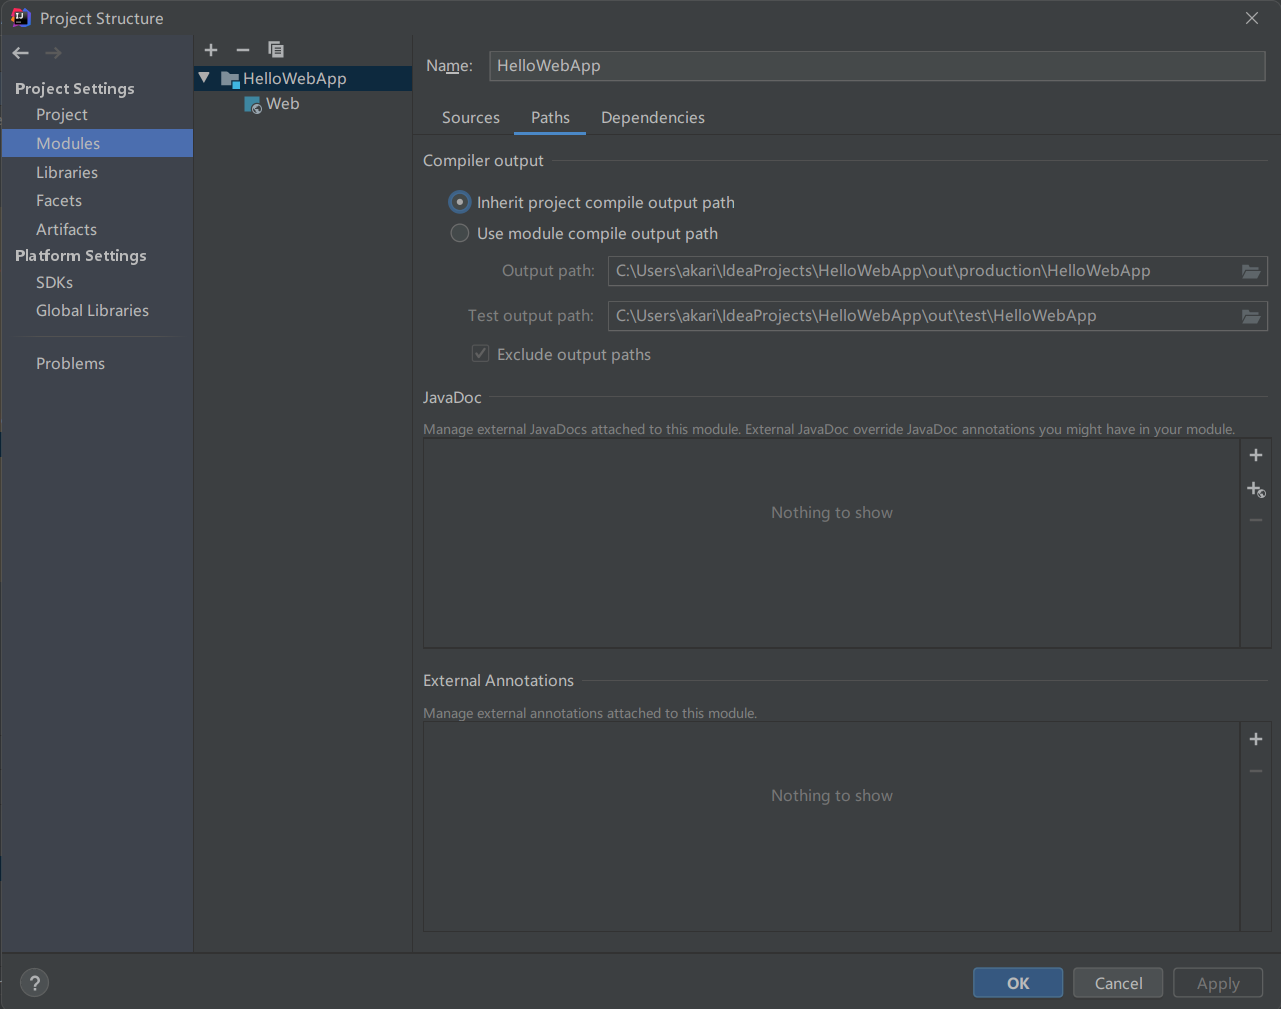 Project Structure
Project Settings
Project
Modules
Libraries
Facets
Artifacts
Platform Settings
SDKs
Global Libraries
Problems
HelloWebApp
Web
Name: HelloWebApp
Sources Paths Dependencies
Compiler output
Inherit project compile output path
Use module compile output path
Output path: C:\Users\akari\IdeaProjects\HelloWebApp\out\production\HelloWebApp
Test output path: C:\Users\akari\IdeaProjects\HelloWebApp\out\test\HelloWebApp
Exclude output paths
JavaDoc
Manage external JavaDocs attached to this module. External JavaDoc override JavaDoc annotations you might have in your module.
Nothing to show
External Annotations
Manage external annotations attached to this module.
Nothing to show
? OK Cancel Apply